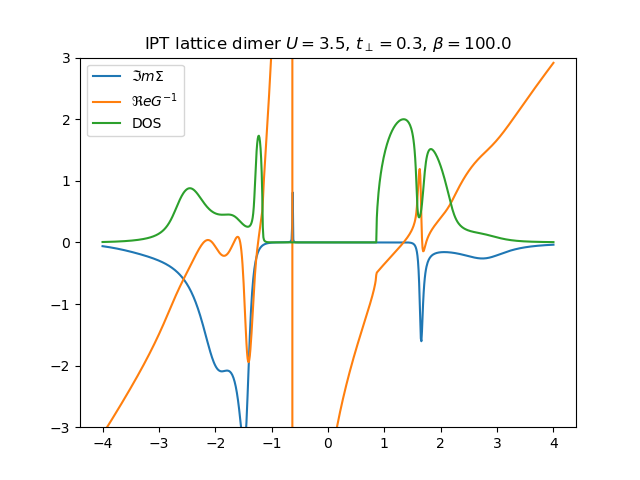 IPT lattice dimer U = 3.5, t⊥ = 0.3, β = 100.0
ℑmΣ
ℜeG⁻¹
DOS
3
2
1
0
−1
−2
−3
−4 −3 −2 −1 0 1 2 3 4